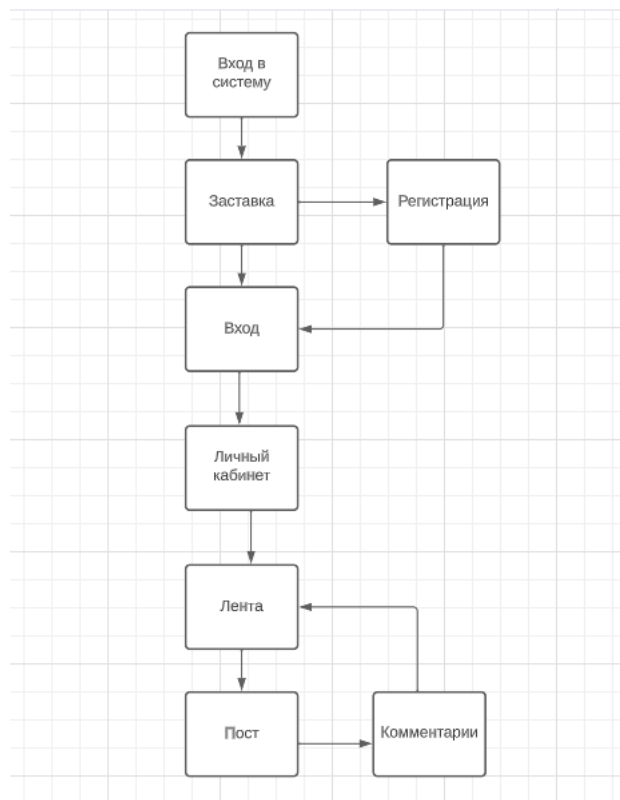 Вход в
систему
Заставка
Регистрация
Вход
Личный
кабинет
Лента
Пост
Комментарии